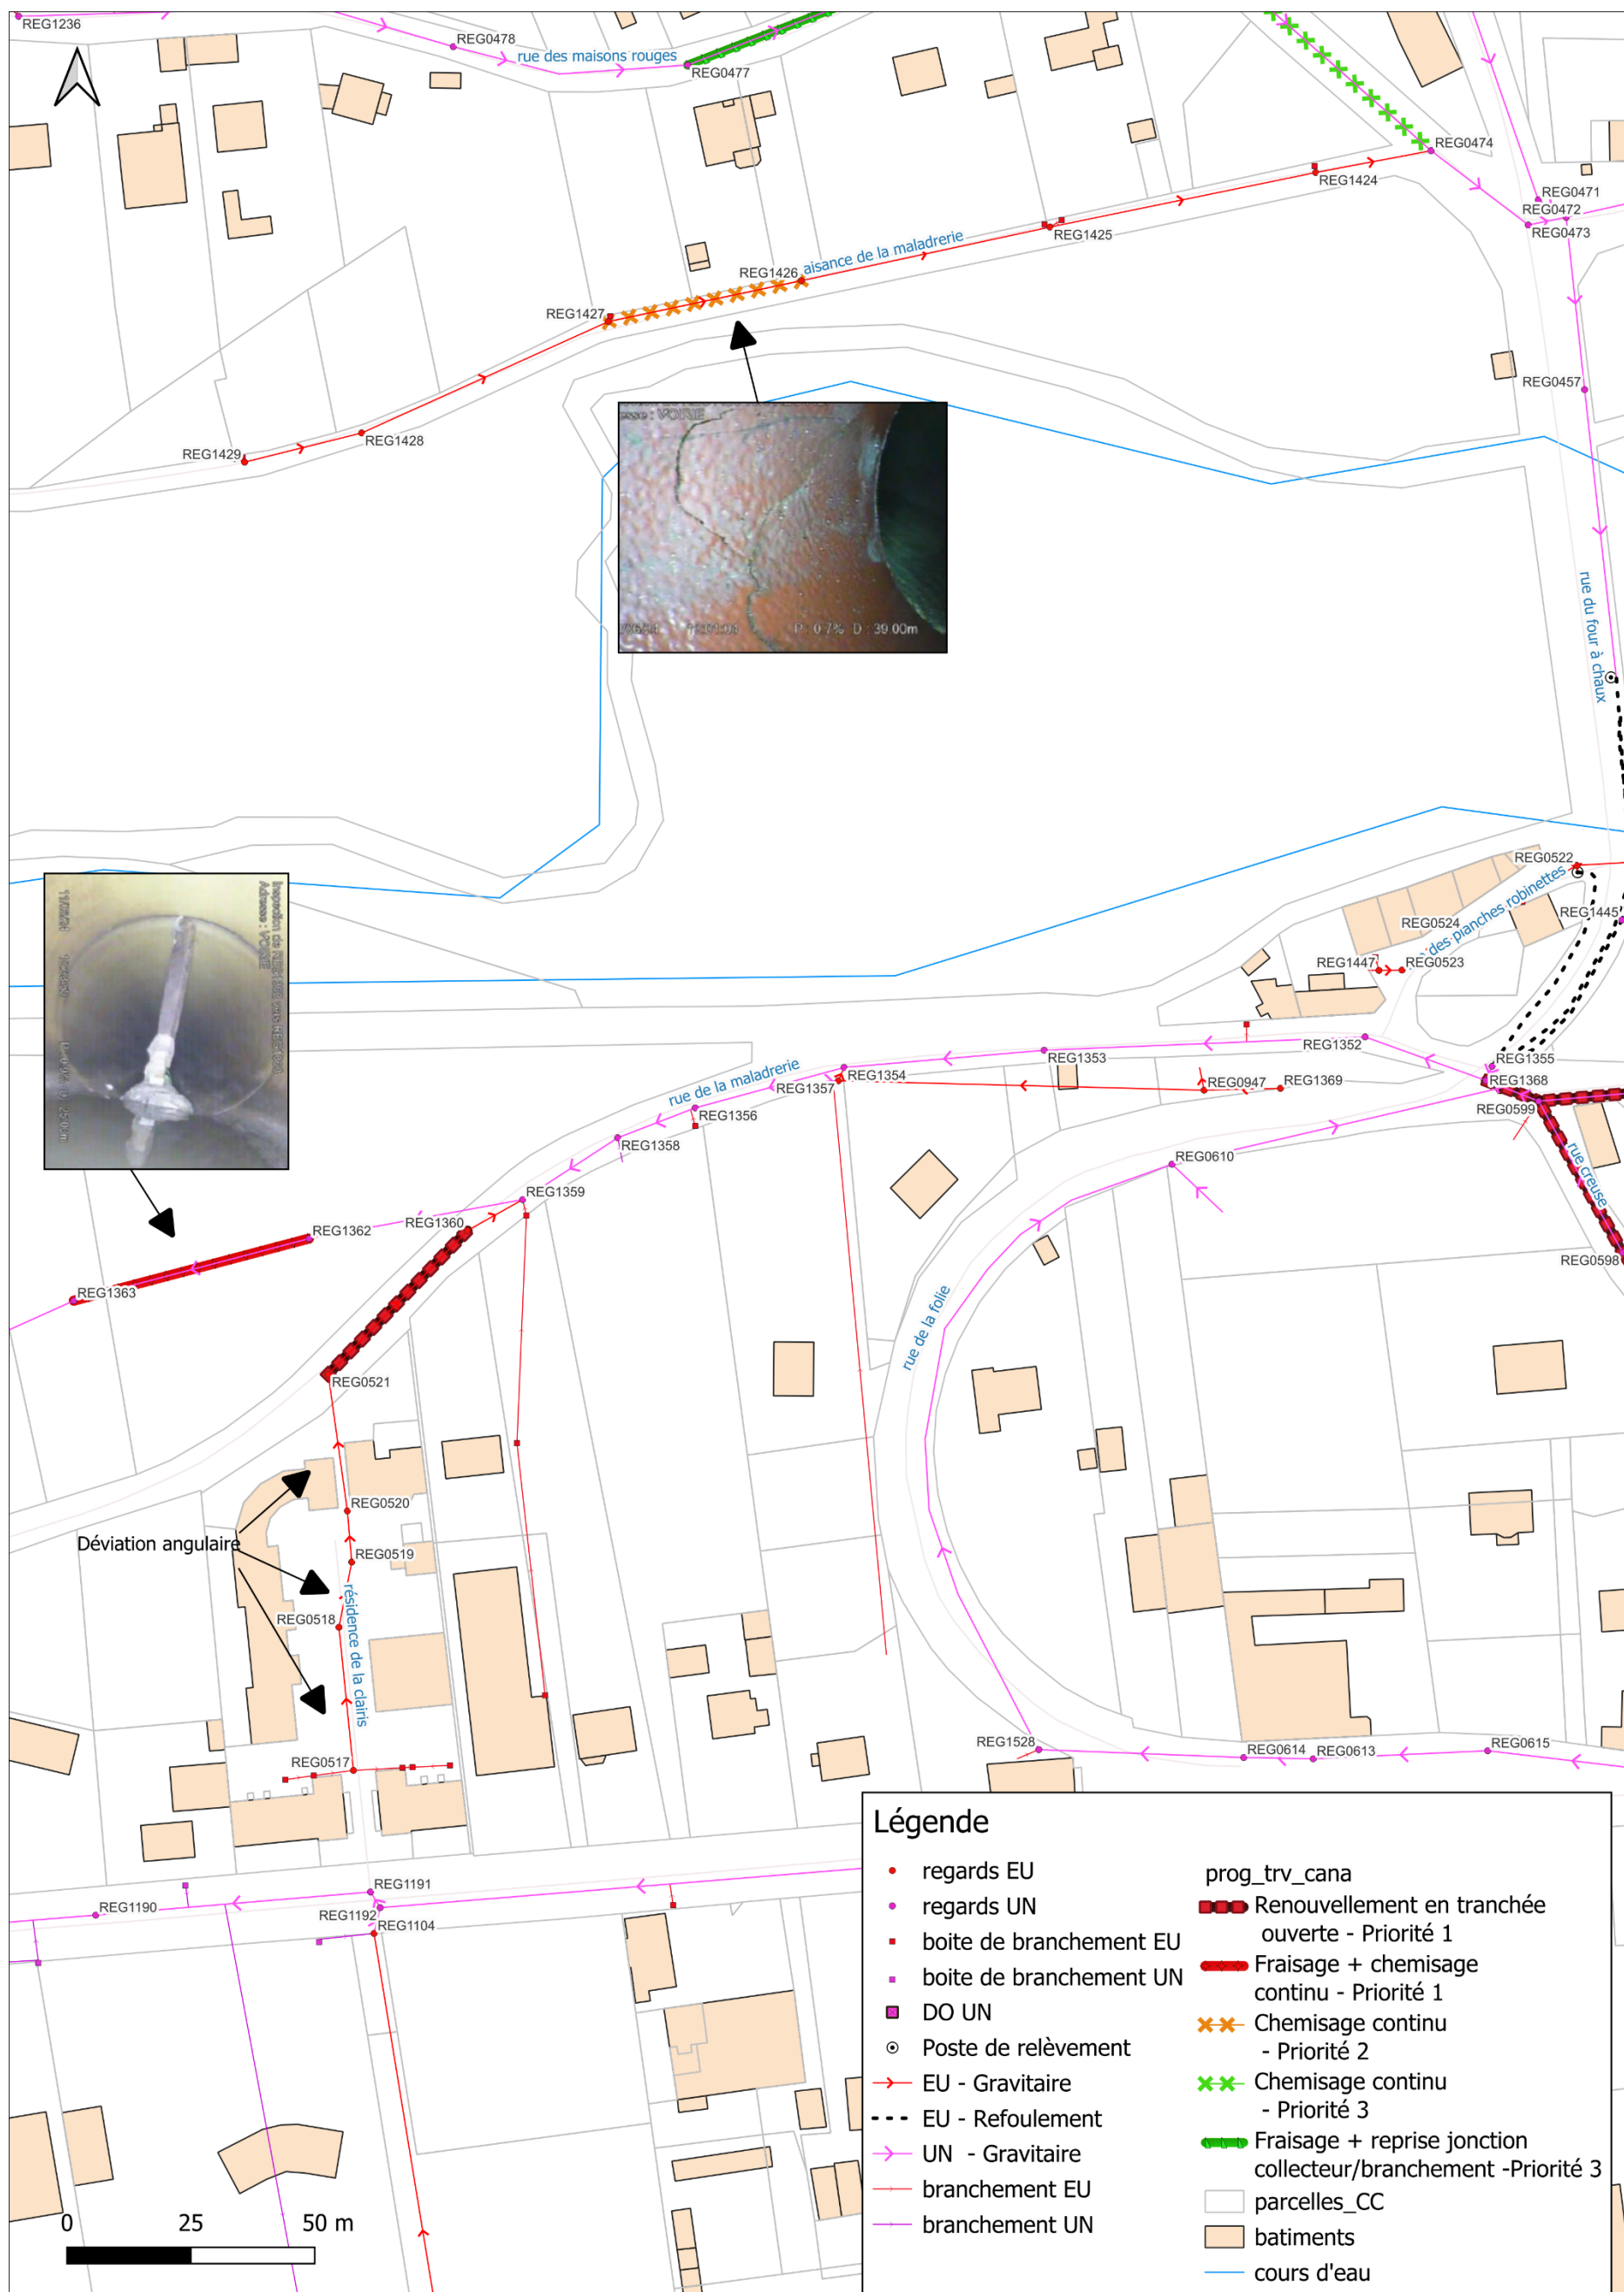 REG1236
REG0478
rue des maisons rouges
REG0477
REG0474
REG1424
REG0471
REG0472
REG0473
REG1425
aisance de la maladrerie
REG1426
REG1427
REG0457
REG1428
REG1429
esse : VOIRIE
P : 0.7% D : 39.00m
rue du four à chaux
REG0522
des planches robinettes
REG1445
REG0524
REG1447
REG0523
Inspection de
Adresse : VOIRIE
REG1352
REG1353
REG1355
REG1354
REG1357
REG1368
REG0947
REG1369
rue de la maladrerie
REG1356
REG0599
REG1358
rue creuse
REG0610
REG1359
REG1360
REG1362
REG0598
REG1363
rue de la folie
REG0521
REG0520
Déviation angulaire
REG0519
REG0518
résidence de la clairis
REG1528
REG0614
REG0613
REG0615
REG0517
REG1191
REG1190
REG1192
REG1104
Légende
regards EU
regards UN
boite de branchement EU
boite de branchement UN
DO UN
Poste de relèvement
EU - Gravitaire
EU - Refoulement
UN - Gravitaire
branchement EU
branchement UN
prog_trv_cana
Renouvellement en tranchée
ouverte - Priorité 1
Fraisage + chemisage
continu - Priorité 1
Chemisage continu
- Priorité 2
Chemisage continu
- Priorité 3
Fraisage + reprise jonction
collecteur/branchement -Priorité 3
parcelles_CC
batiments
cours d'eau
0 25 50 m